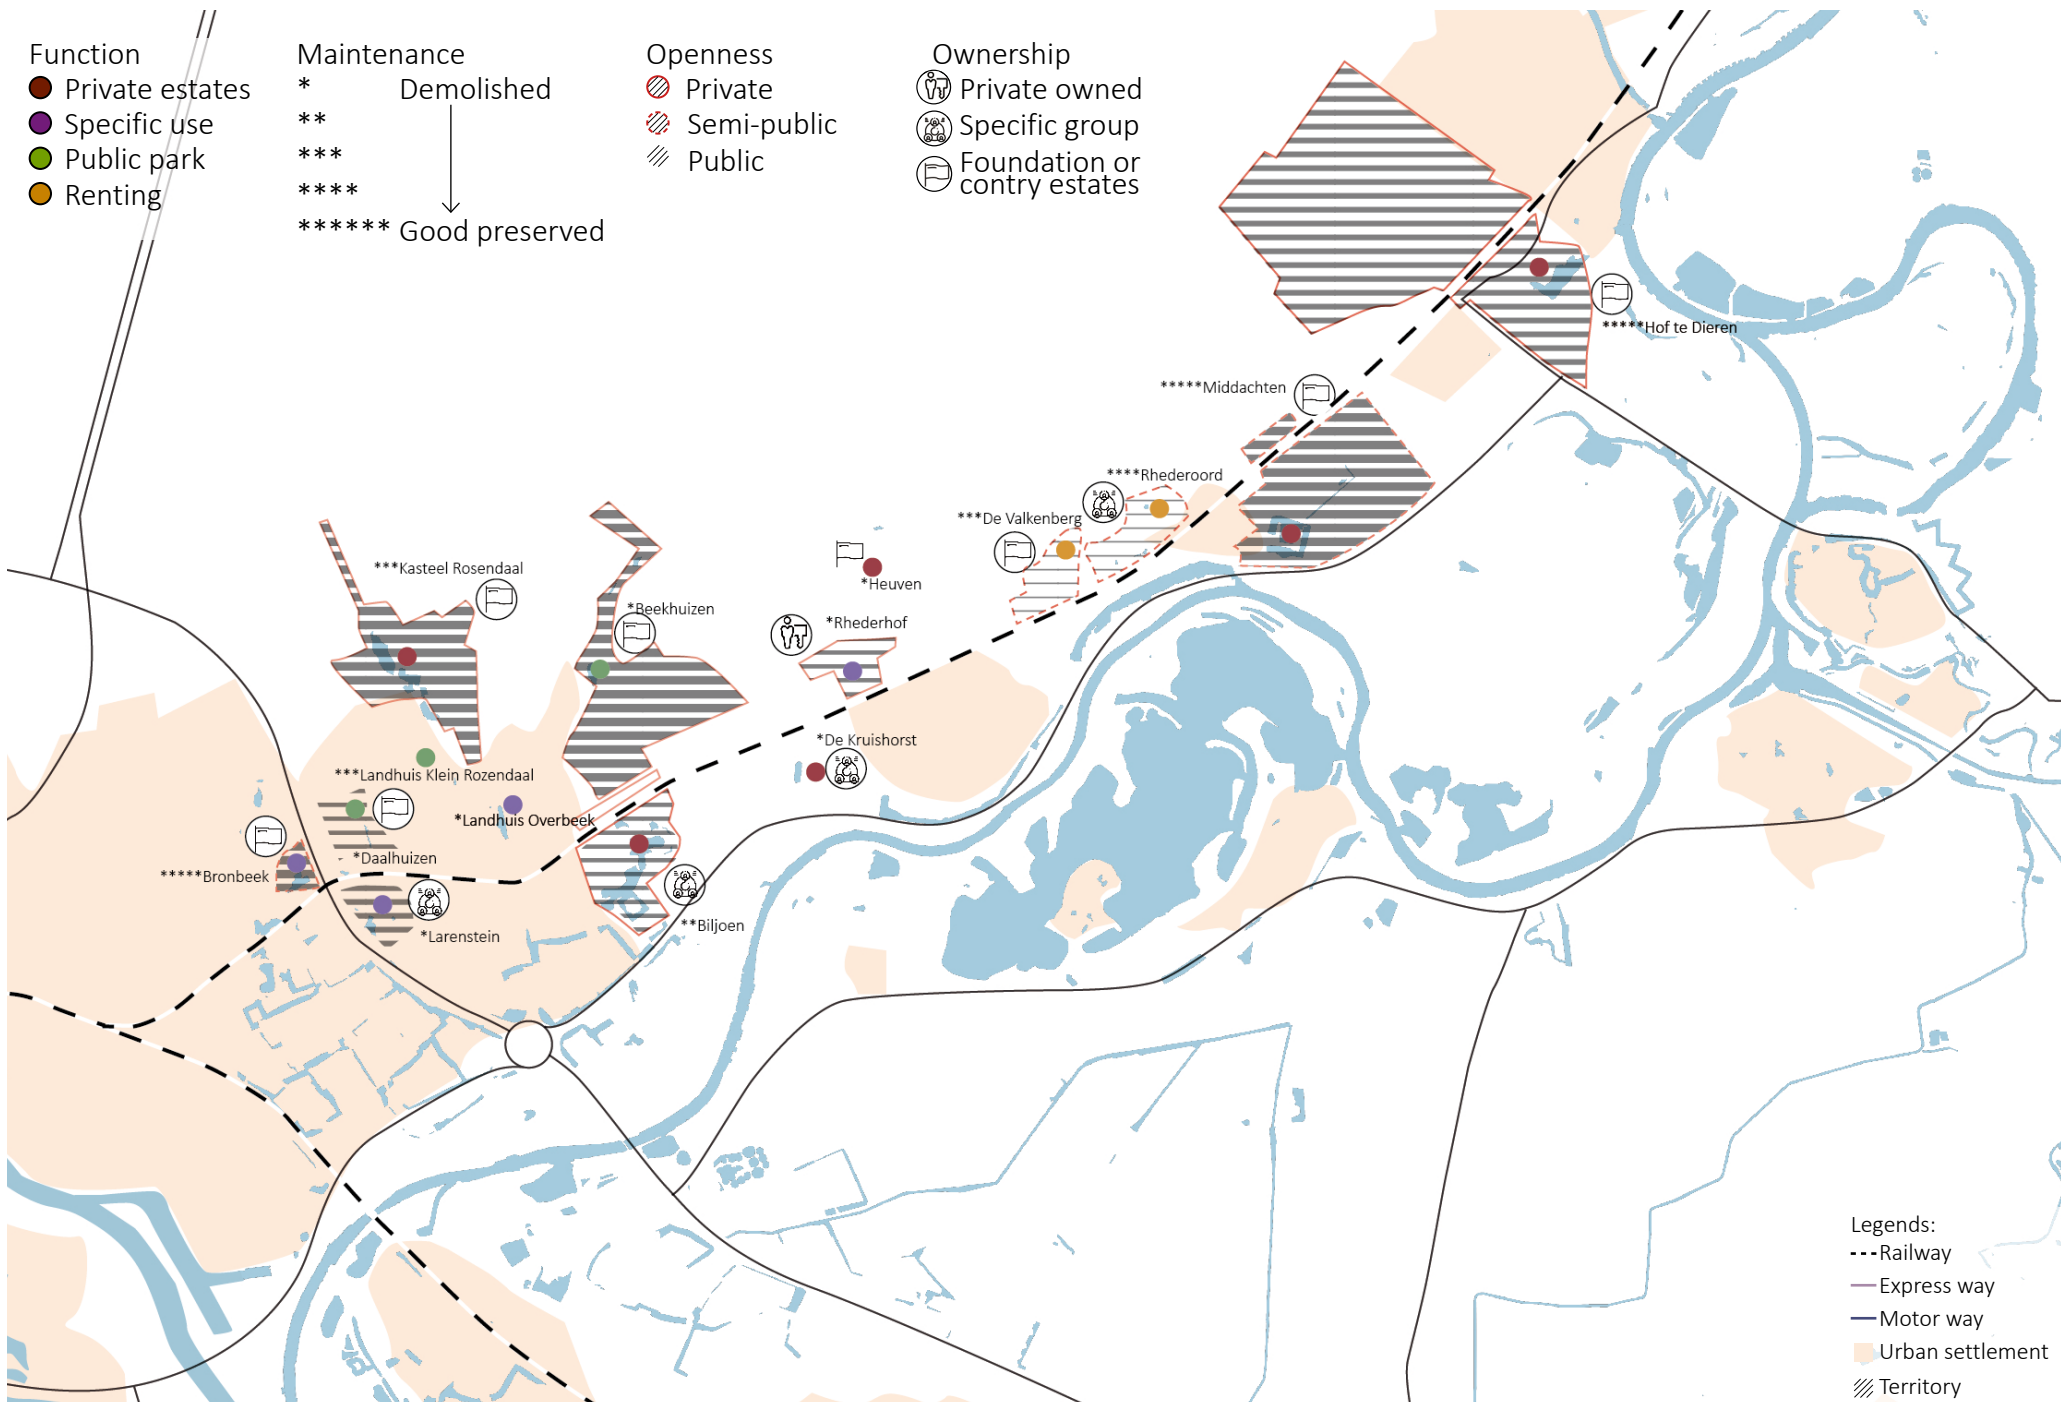 Function
Private estates
Specific use
Public park
Renting
Maintenance
* Demolished
**
***
****
****** Good preserved
Openness
Private
Semi-public
Public
Ownership
Private owned
Specific group
Foundation or
contry estates
*****Hof te Dieren
*****Middachten
****Rhederoord
***De Valkenberg
*Heuven
***Kasteel Rosendaal
*Beekhuizen
*Rhederhof
*De Kruishorst
***Landhuis Klein Rozendaal
*Landhuis Overbeek
*Daalhuizen
*****Bronbeek
*Larenstein
**Biljoen
Legends:
Railway
Express way
Motor way
Urban settlement
Territory